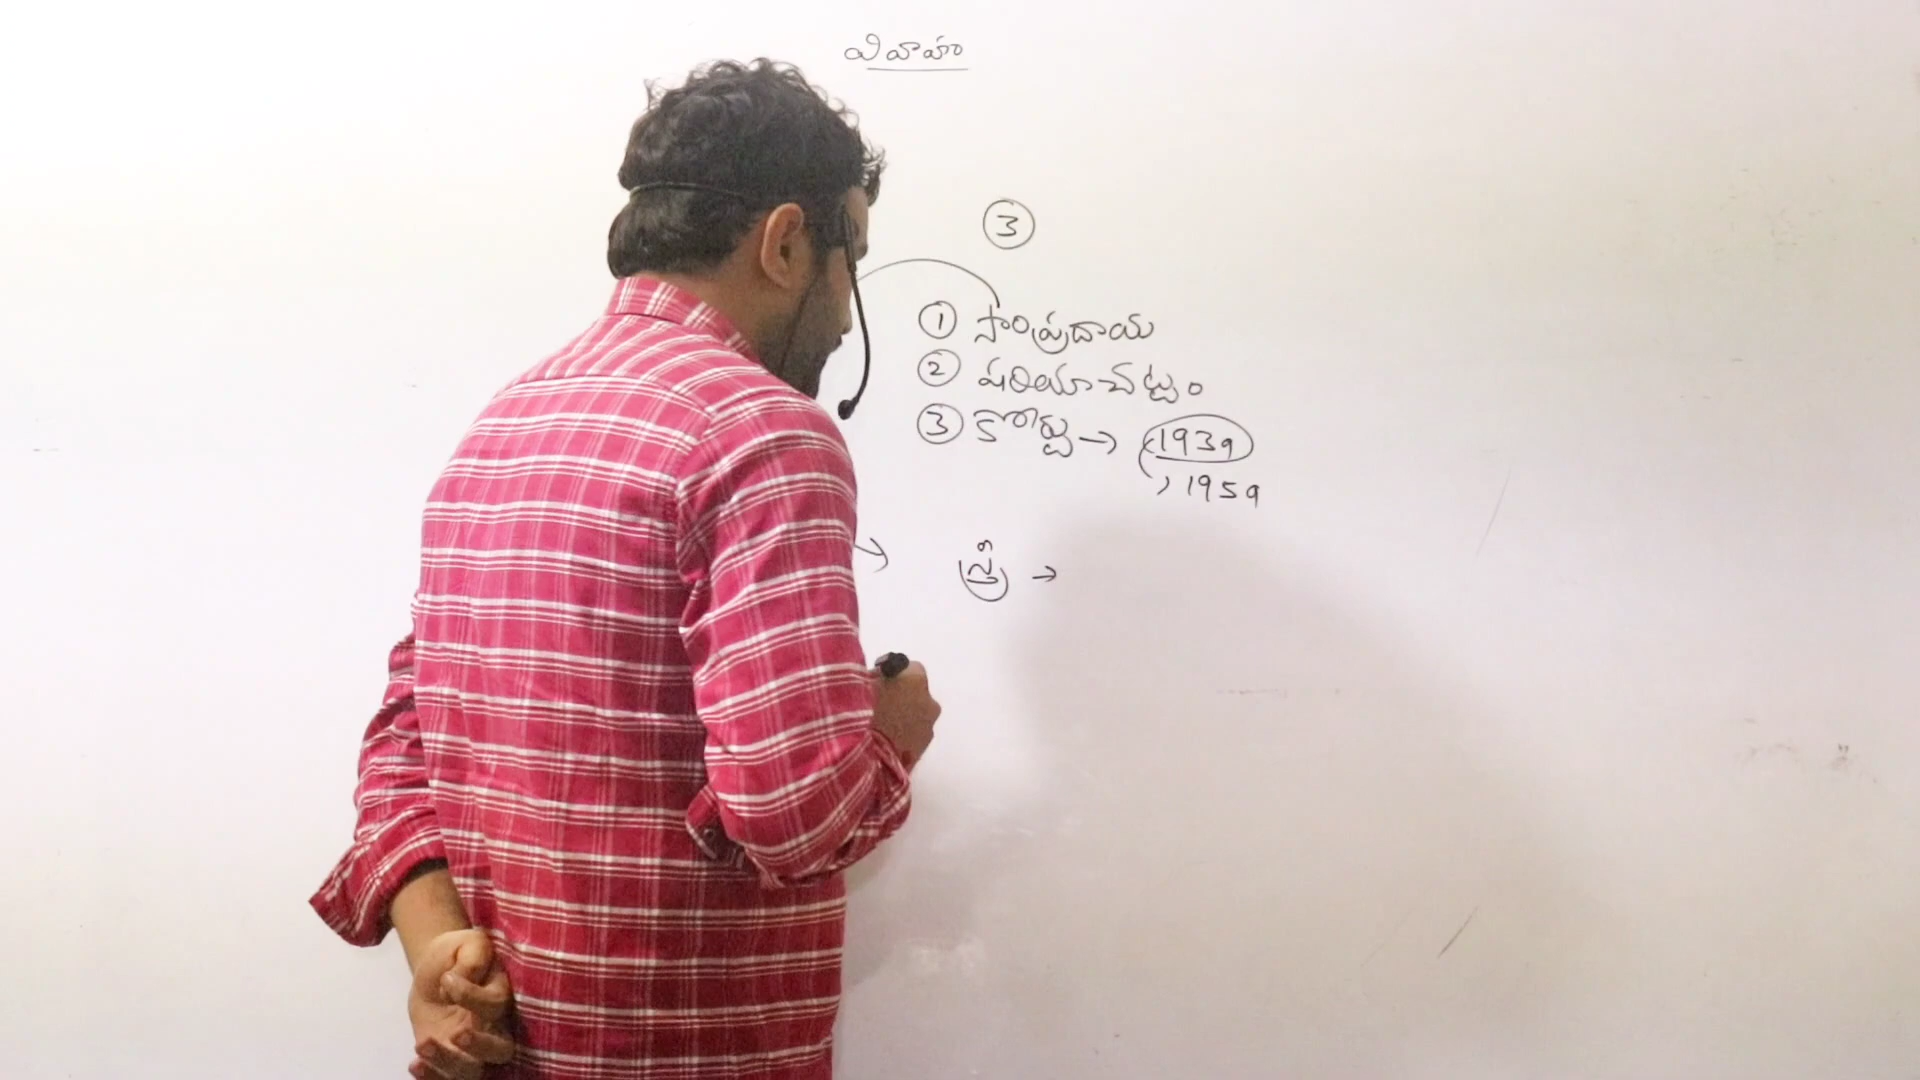 వివాహం
③
① సాంప్రదాయ
② షరియా చట్టం
③ కోర్టు → 1939
1959
→ స్త్రీ →